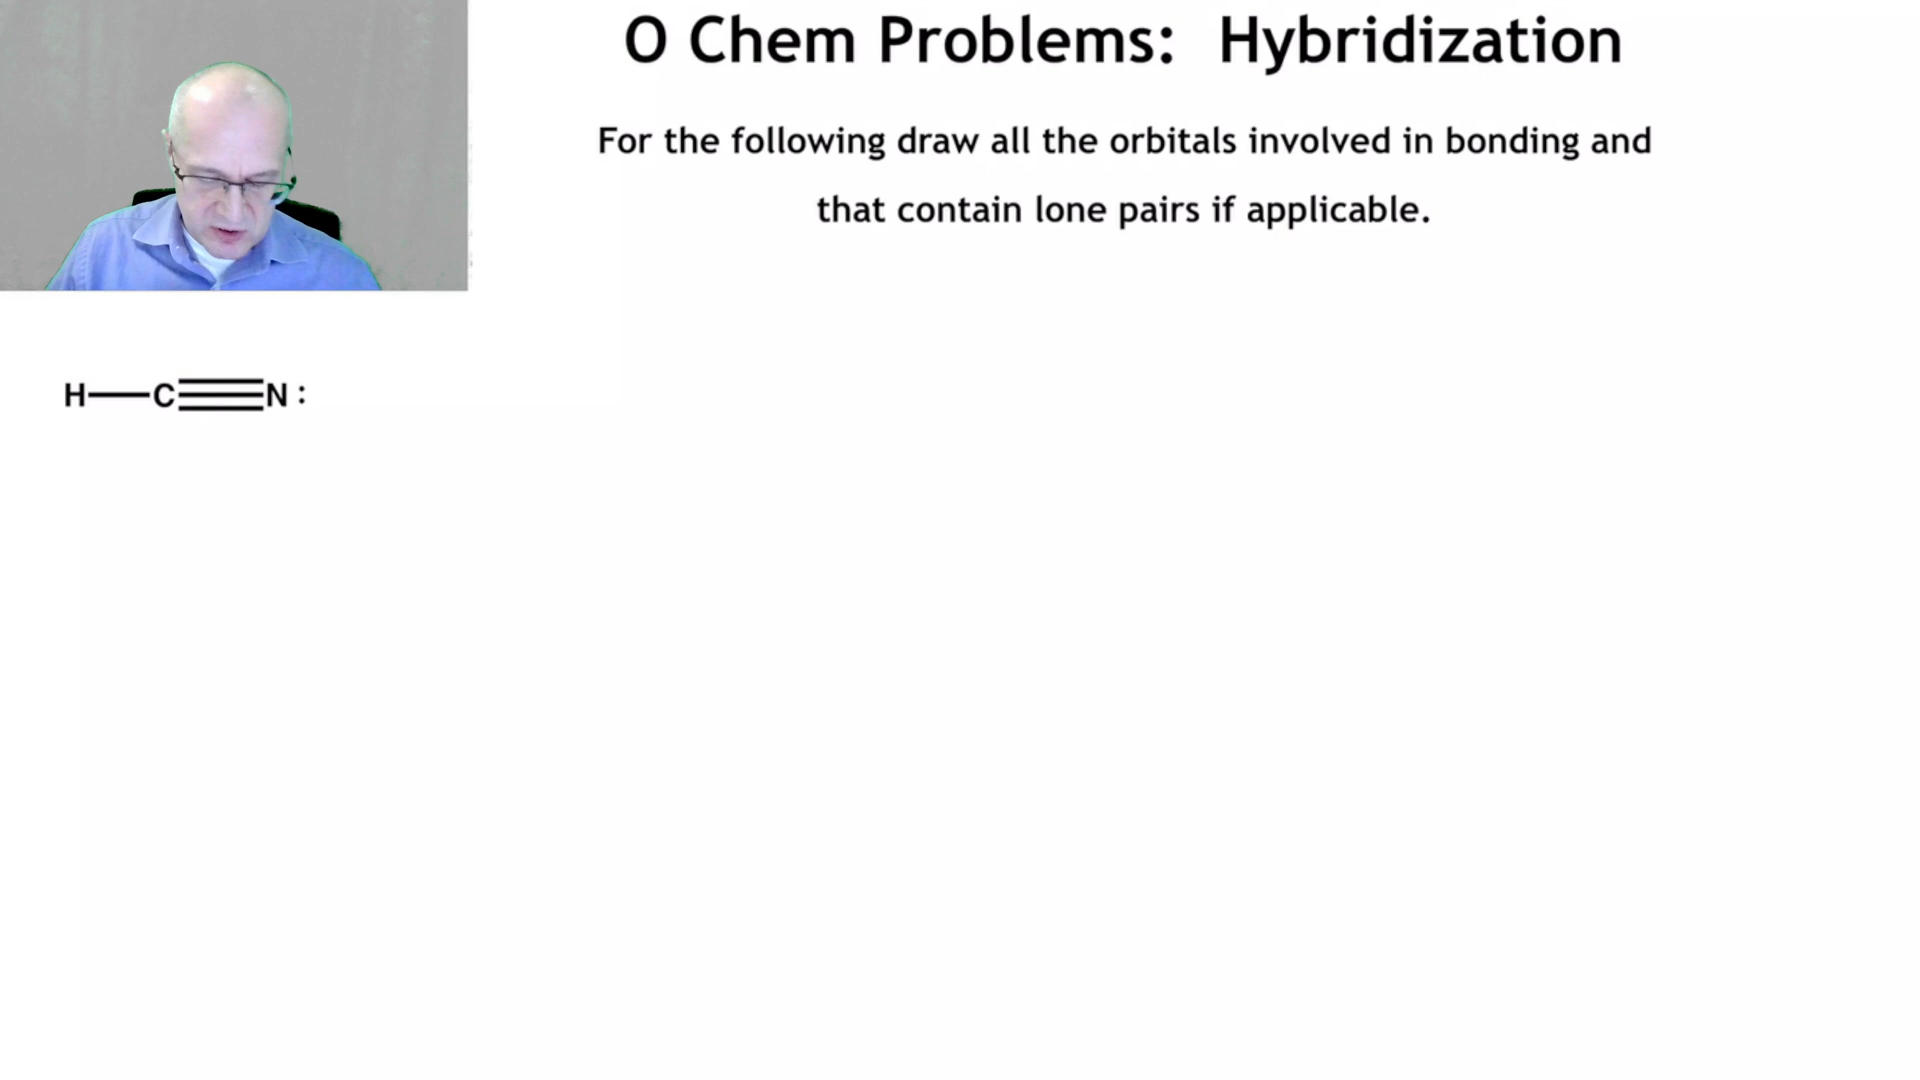 O Chem Problems: Hybridization
For the following draw all the orbitals involved in bonding and
that contain lone pairs if applicable.
H—C≡N: